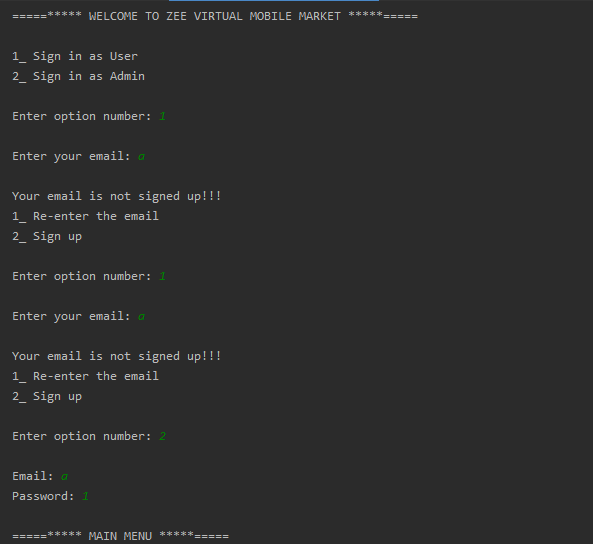 =====***** WELCOME TO ZEE VIRTUAL MOBILE MARKET *****=====
1_ Sign in as User
2_ Sign in as Admin
Enter option number: 1
Enter your email: a
Your email is not signed up!!!
1_ Re-enter the email
2_ Sign up
Enter option number: 1
Enter your email: a
Your email is not signed up!!!
1_ Re-enter the email
2_ Sign up
Enter option number: 2
Email: a
Password: 1
=====***** MAIN MENU *****=====